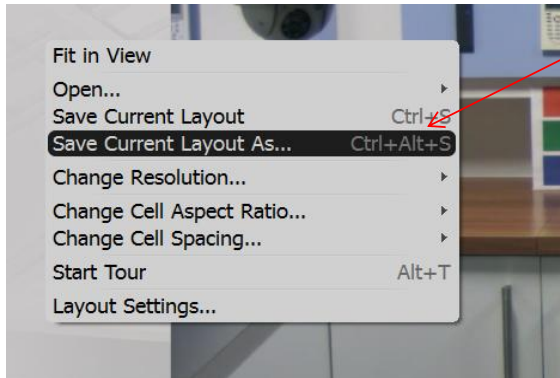 Fit in View
Open...
Save Current Layout Ctrl+S
Save Current Layout As... Ctrl+Alt+S
Change Resolution...
Change Cell Aspect Ratio...
Change Cell Spacing...
Start Tour Alt+T
Layout Settings...